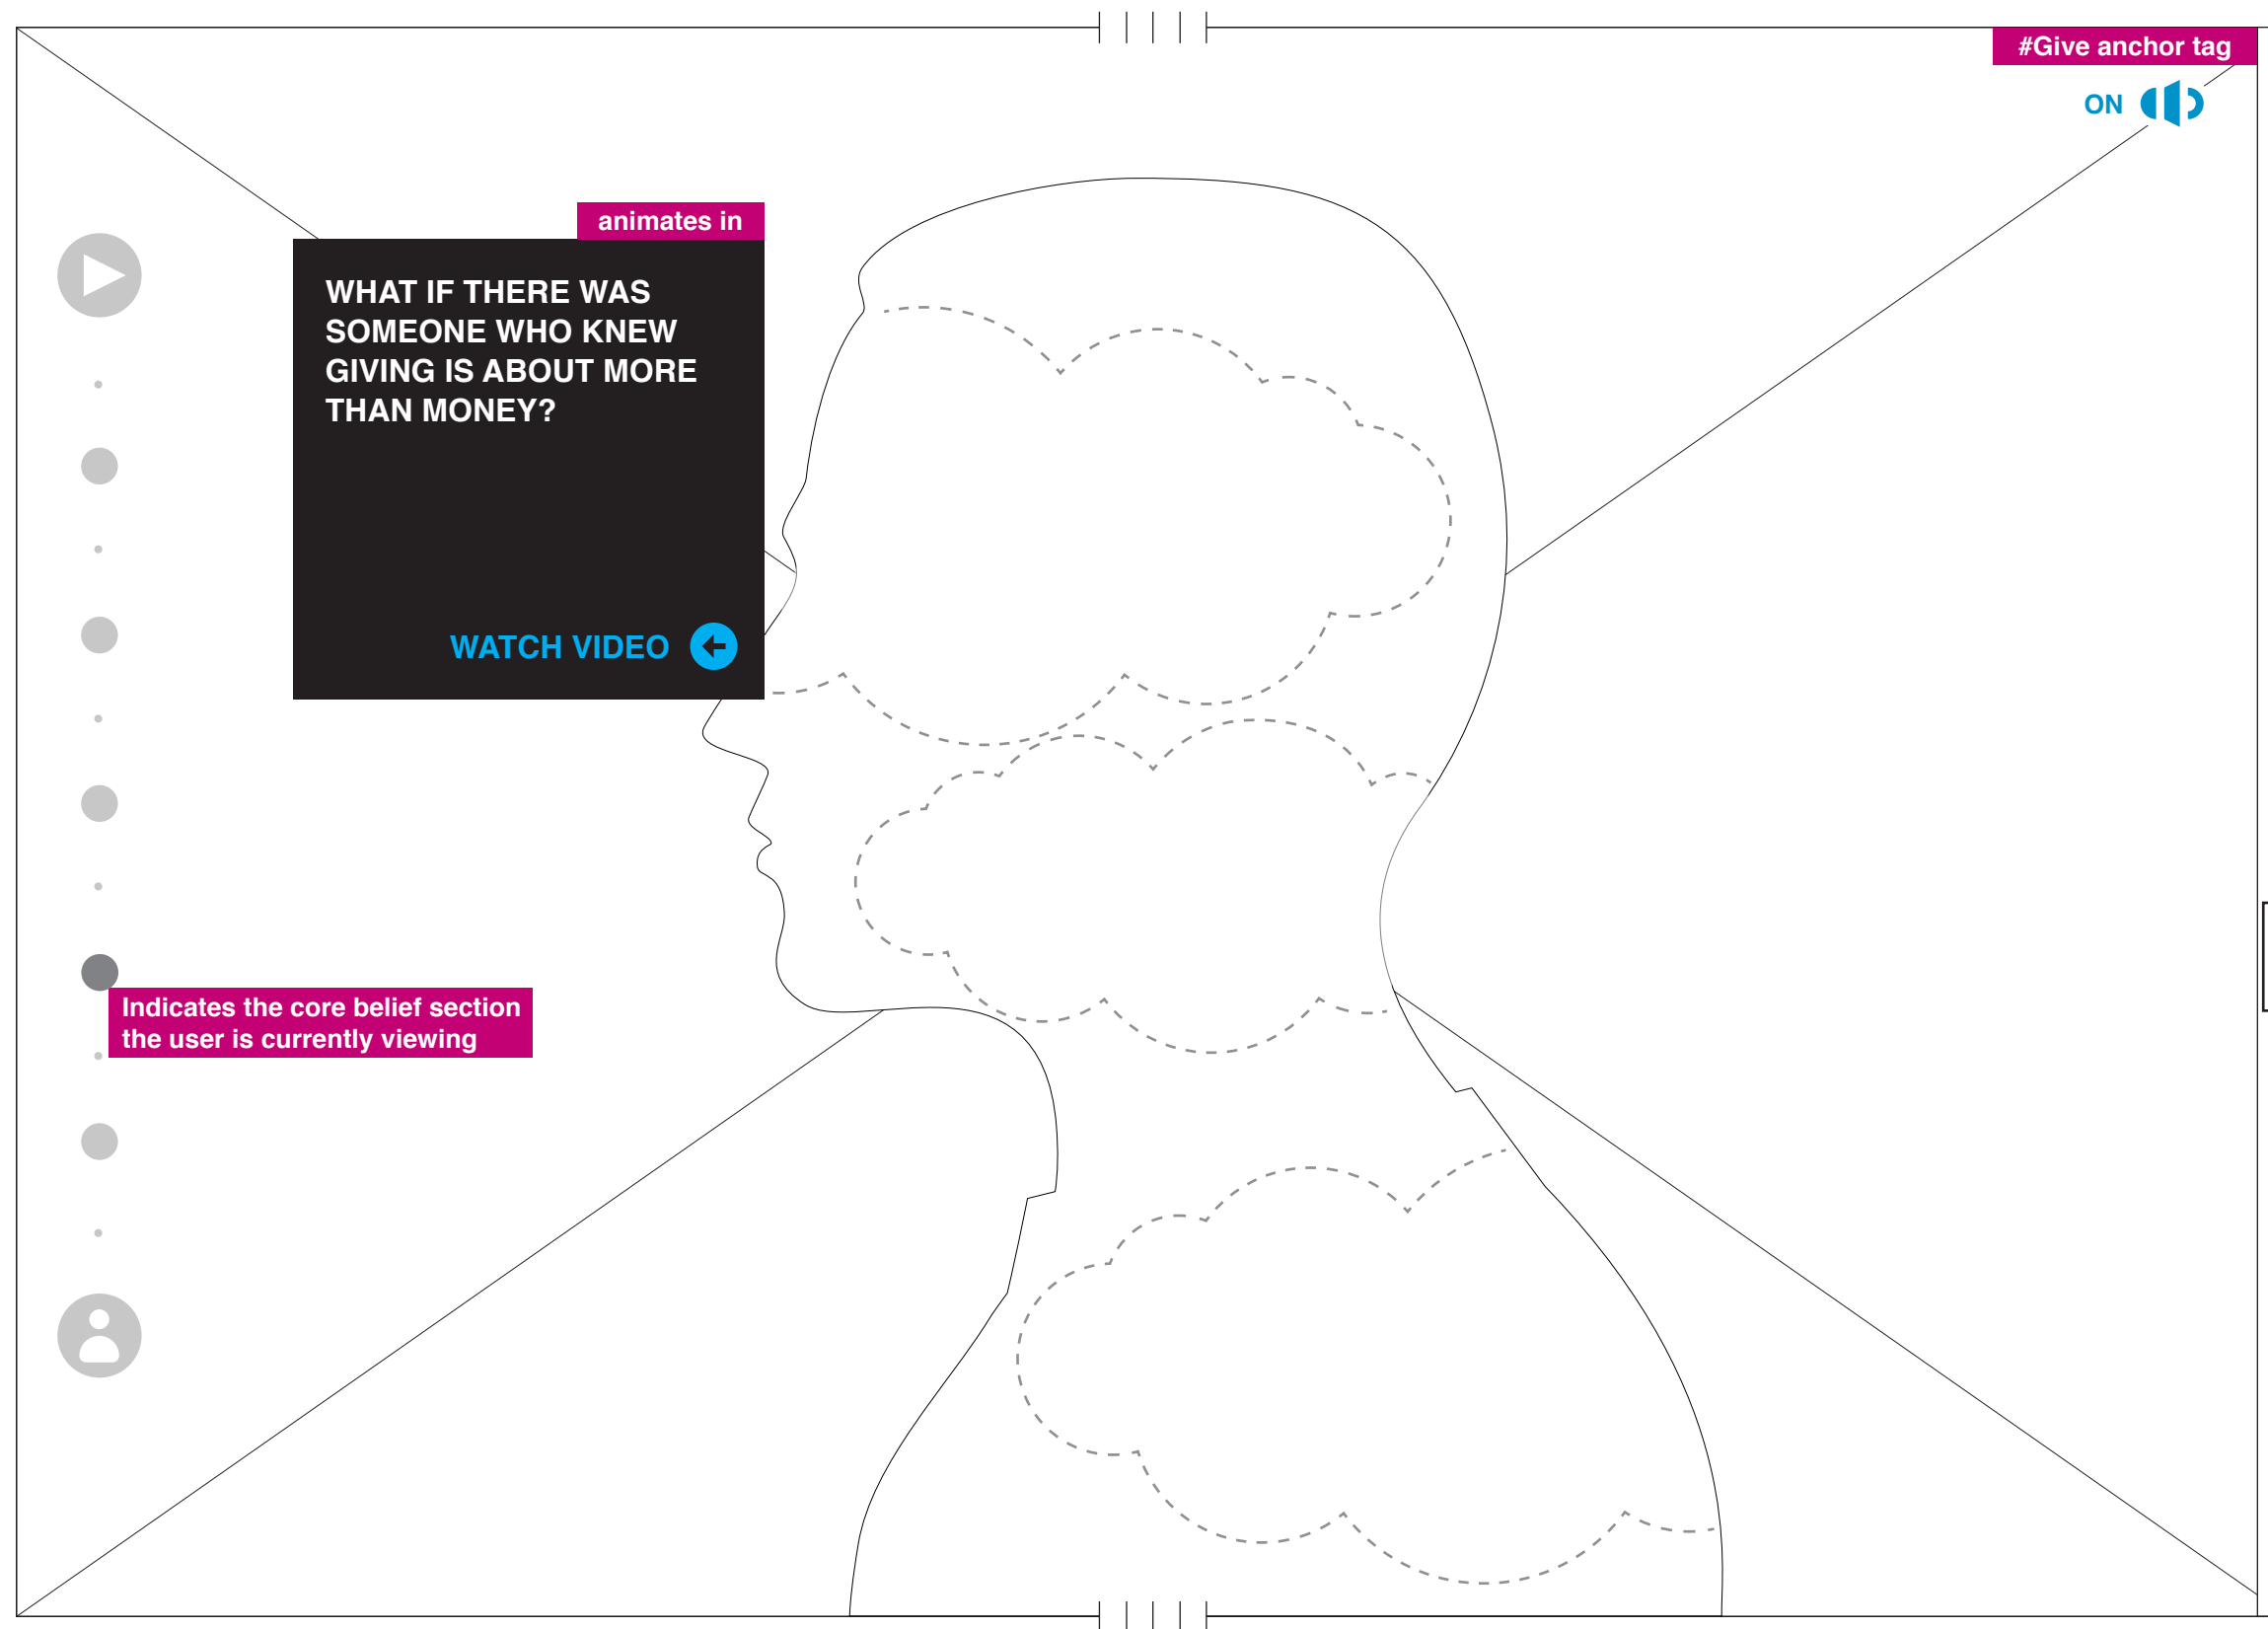 #Give anchor tag
ON
animates in
WHAT IF THERE WAS
SOMEONE WHO KNEW
GIVING IS ABOUT MORE
THAN MONEY?
WATCH VIDEO
Indicates the core belief section
the user is currently viewing